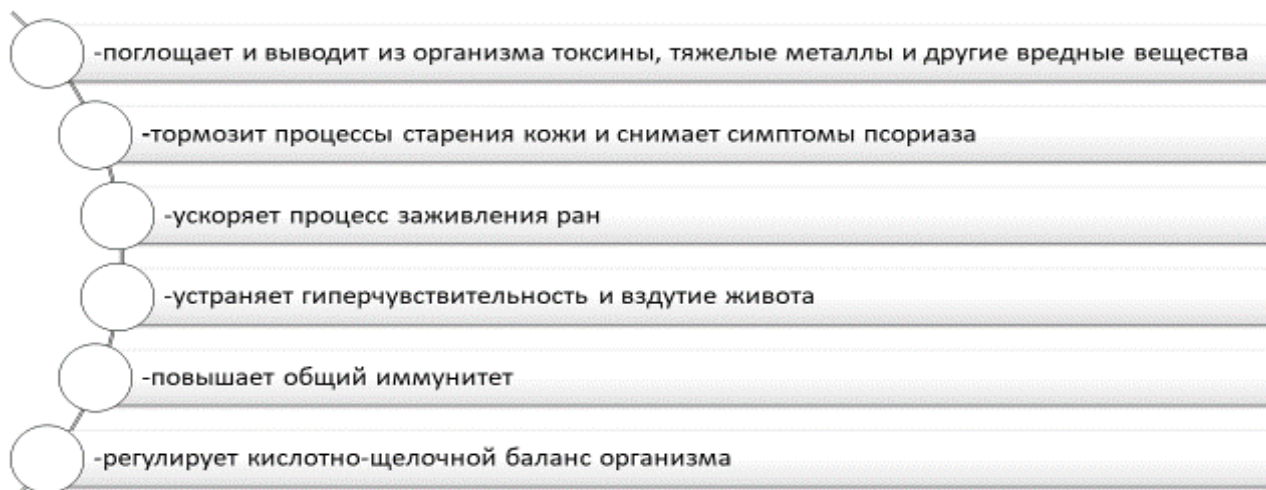 -поглощает и выводит из организма токсины, тяжелые металлы и другие вредные вещества
-тормозит процессы старения кожи и снимает симптомы псориаза
-ускоряет процесс заживления ран
-устраняет гиперчувствительность и вздутие живота
-повышает общий иммунитет
-регулирует кислотно-щелочной баланс организма